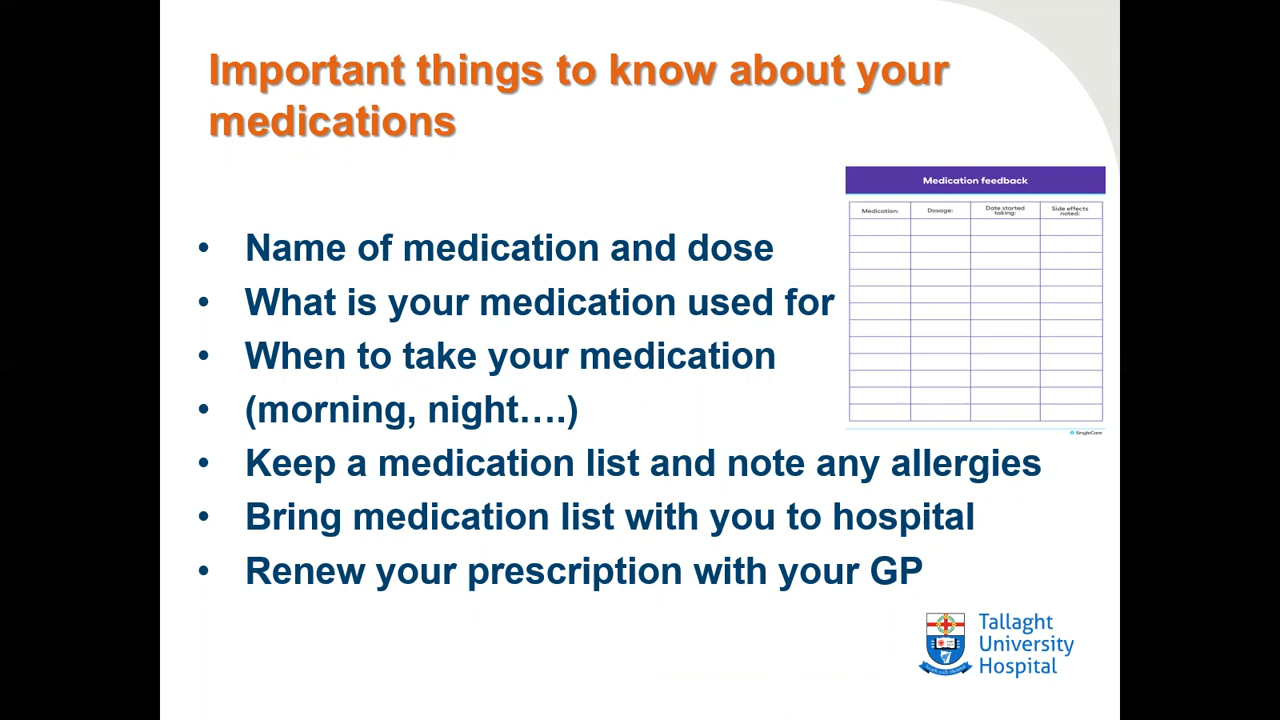 Important things to know about your
medications
Medication feedback
Medication: Dosage: Date started taking: Side effects noted:
• Name of medication and dose
• What is your medication used for
• When to take your medication
• (morning, night….)
• Keep a medication list and note any allergies
• Bring medication list with you to hospital
• Renew your prescription with your GP
SingleCare
Tallaght
University
Hospital